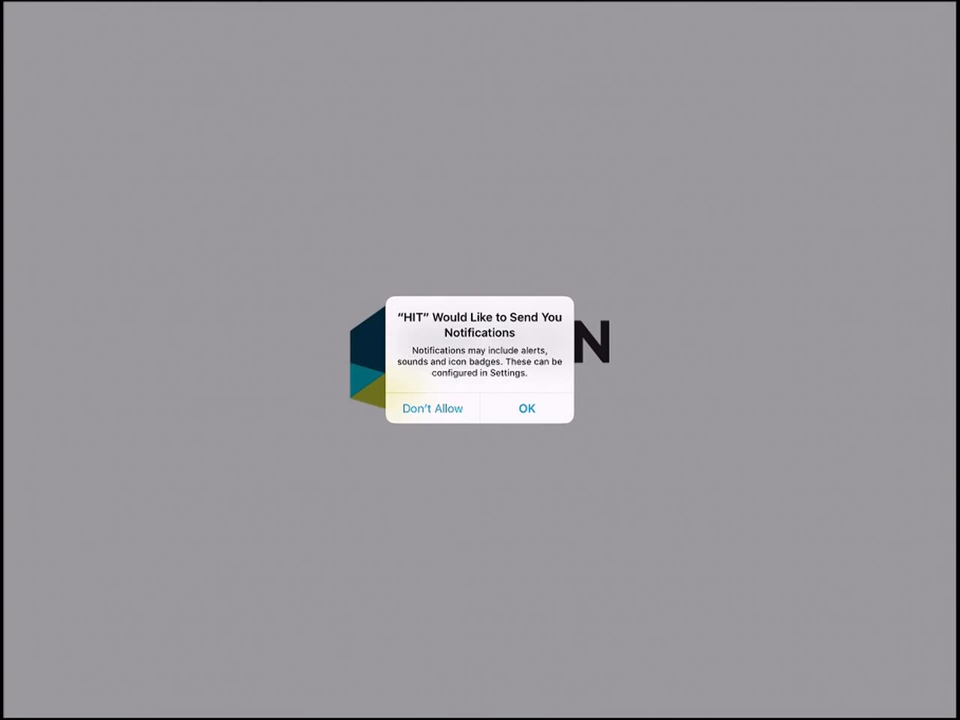 “HIT” Would Like to Send You
Notifications
Notifications may include alerts,
sounds and icon badges. These can be
configured in Settings.
Don’t Allow
OK
N